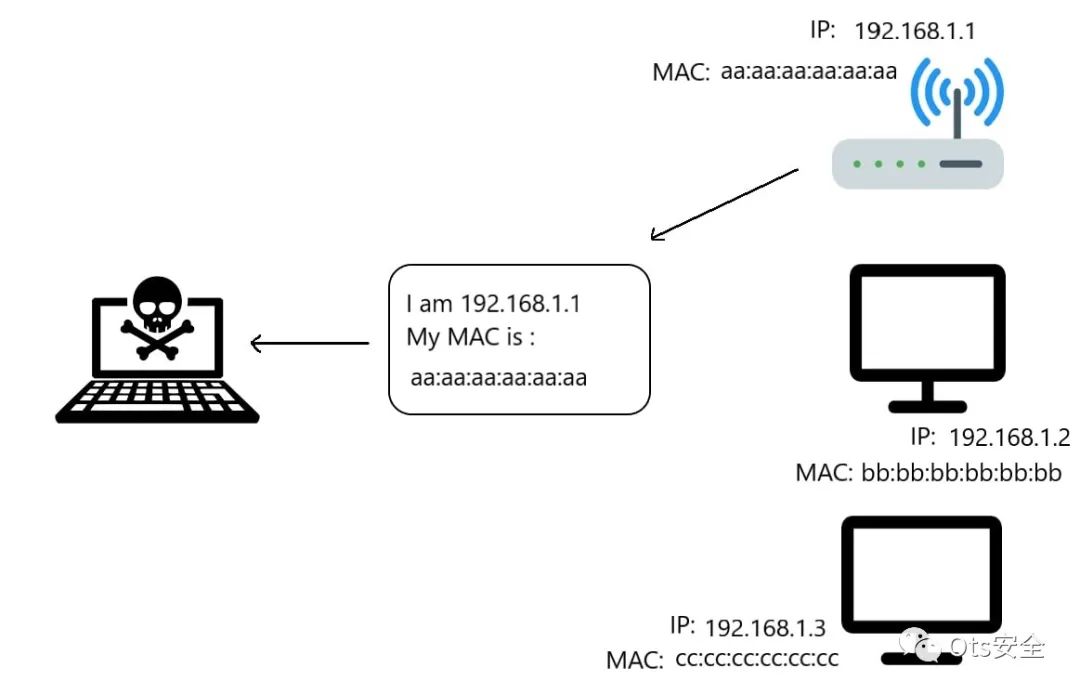 IP: 192.168.1.1
MAC: aa:aa:aa:aa:aa:aa
I am 192.168.1.1
My MAC is :
aa:aa:aa:aa:aa:aa
IP: 192.168.1.2
MAC: bb:bb:bb:bb:bb:bb
IP: 192.168.1.3
MAC: cc:cc:cc:cc:cc:cc
Ots安全